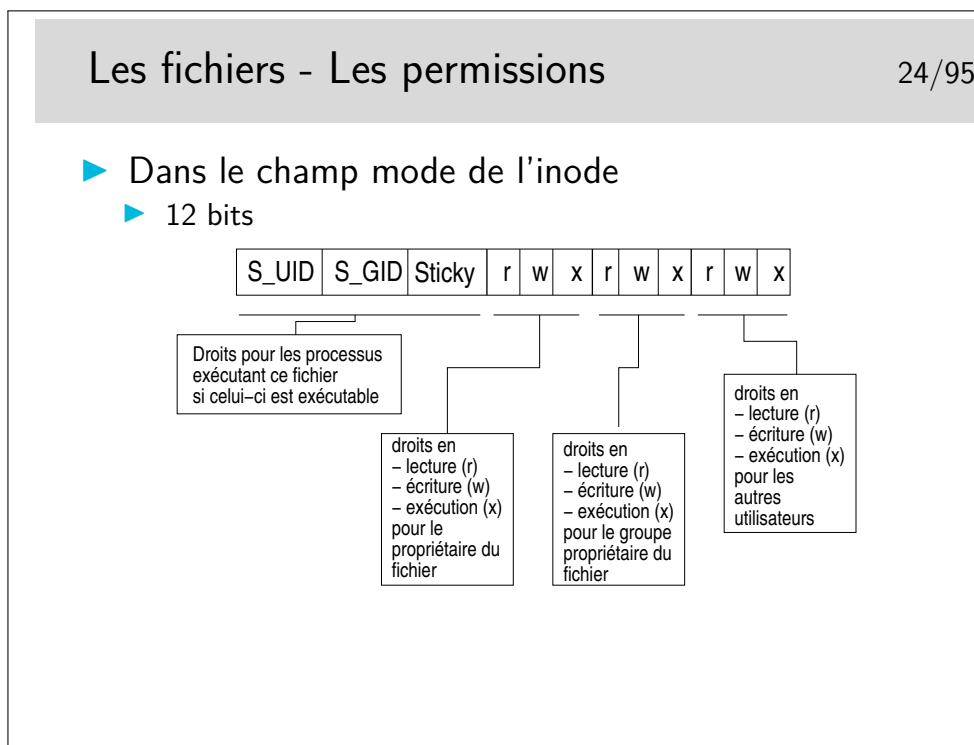 Les fichiers - Les permissions
24/95
Dans le champ mode de l'inode
12 bits
S_UID S_GID Sticky r w x r w x r w x
Droits pour les processus
exécutant ce fichier
si celui−ci est exécutable
droits en
− lecture (r)
− écriture (w)
− exécution (x)
pour le
propriétaire du
fichier
droits en
− lecture (r)
− écriture (w)
− exécution (x)
pour le groupe
propriétaire du
fichier
droits en
− lecture (r)
− écriture (w)
− exécution (x)
pour les
autres
utilisateurs